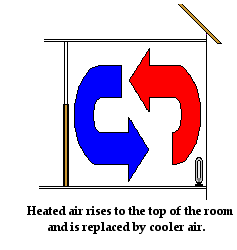 Heated air rises to the top of the room
and is replaced by cooler air.